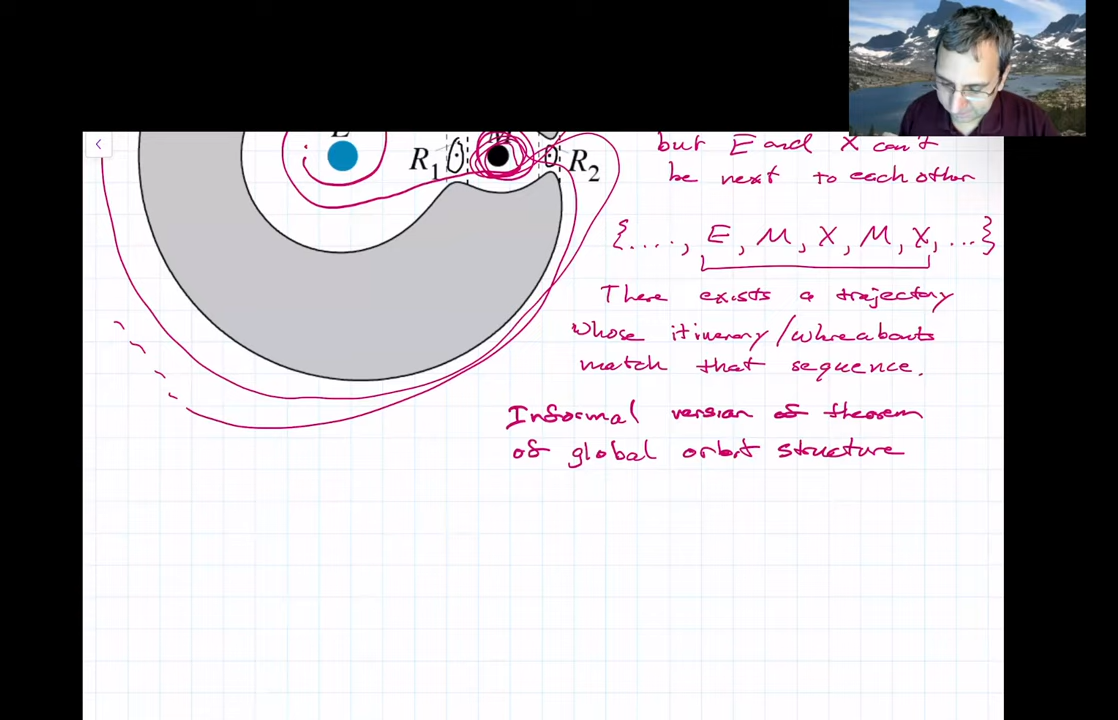 but E and X can't
be next to each other
R1
R2
{...., E, M, X, M, X, ...}
There exists a trajectory
whose itinerary/whreabouts
match that sequence.
Informal version of theorem
of global orbit structure